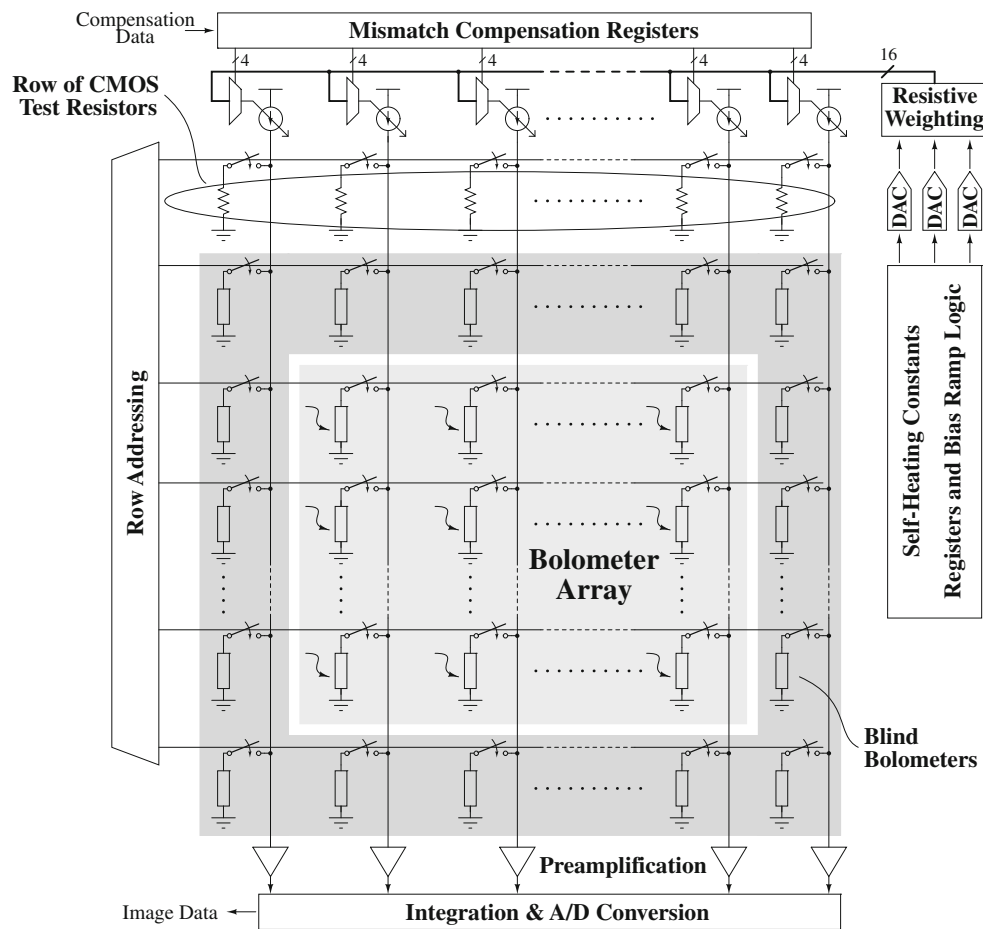 Compensation
Data
Mismatch Compensation Registers
4
4
4
4
4
16
Row of CMOS
Test Resistors
Resistive
Weighting
DAC
DAC
DAC
Row Addressing
Self-Heating Constants
Registers and Bias Ramp Logic
Bolometer
Array
Blind
Bolometers
Preamplification
Image Data
Integration & A/D Conversion